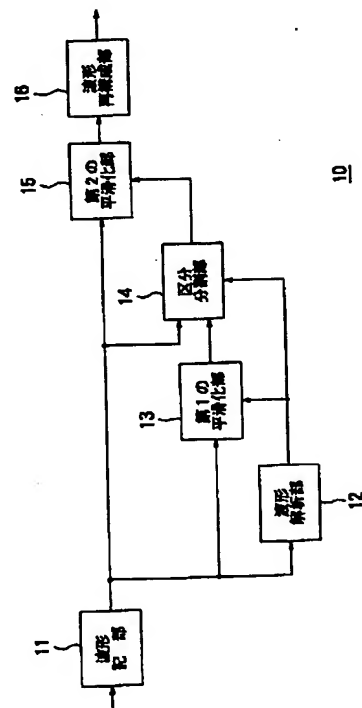 11
波形
記 部
12
波形
解析部
13
第1の
平滑化部
14
区分
分割部
15
第2の
平滑化部
16
波形
再構成部
10